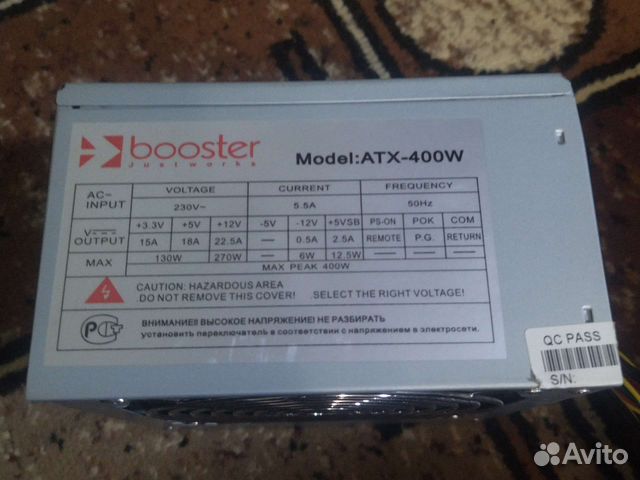 booster
Justworks
Model:ATX-400W
AC-INPUT VOLTAGE CURRENT FREQUENCY
230V~ 5.5A 50Hz
V⎓ OUTPUT +3.3V +5V +12V -5V -12V +5VSB PS-ON POK COM
15A 18A 22.5A — 0.5A 2.5A REMOTE P.G. RETURN
MAX 130W 270W — 6W 12.5W — — —
MAX PEAK 400W
CAUTION: HAZARDOUS AREA
DO NOT REMOVE THIS COVER! .SELECT THE RIGHT VOLTAGE!
РСТ
ВНИМАНИЕ!! ВЫСОКОЕ НАПРЯЖЕНИЕ! НЕ РАЗБИРАТЬ
установить переключатель в соответствии с напряжением в электросети.
QC PASS
S/N:
Avito